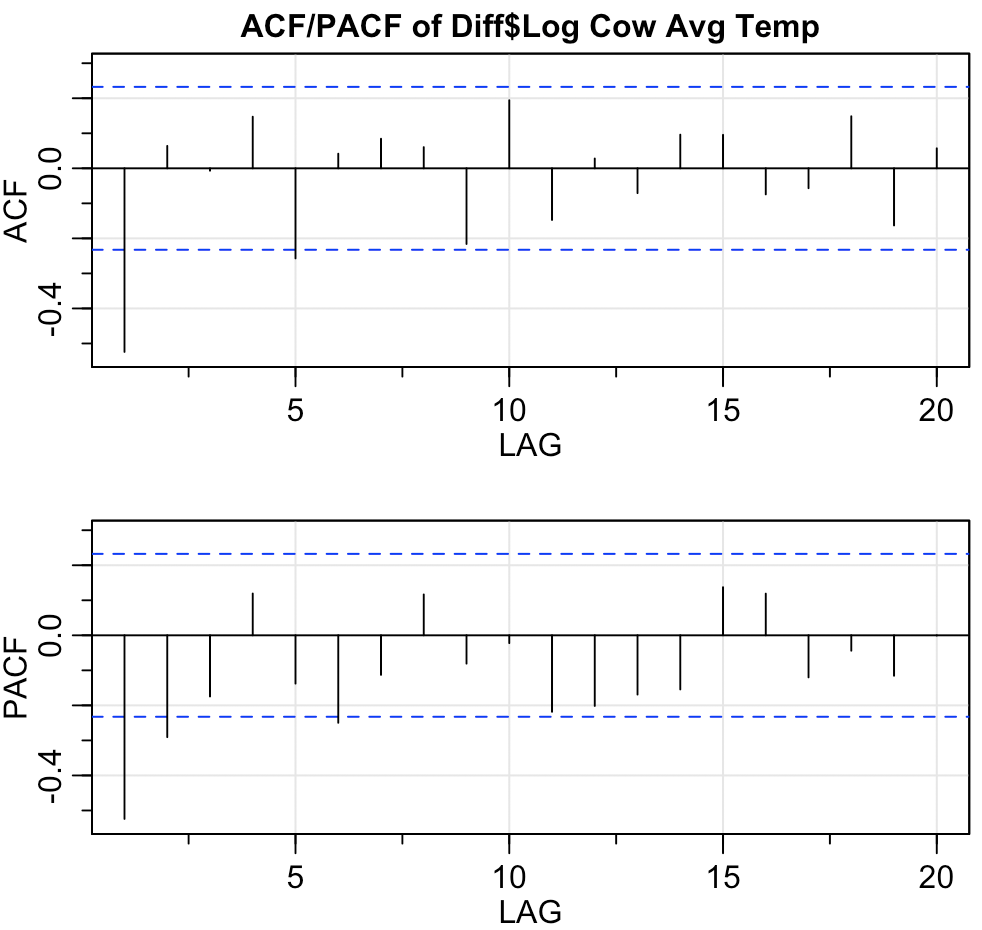 ACF/PACF of Diff$Log Cow Avg Temp
ACF
0.0
-0.4
5 10 15 20
LAG
PACF
0.0
-0.4
5 10 15 20
LAG